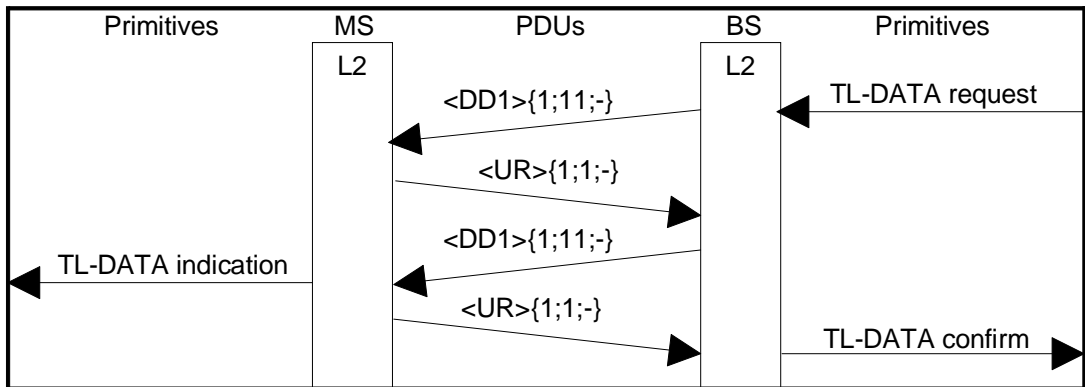 Primitives MS PDUs BS Primitives
L2 L2
<DD1>{1;11;-} TL-DATA request
<UR>{1;1;-}
<DD1>{1;11;-}
TL-DATA indication
<UR>{1;1;-}
TL-DATA confirm